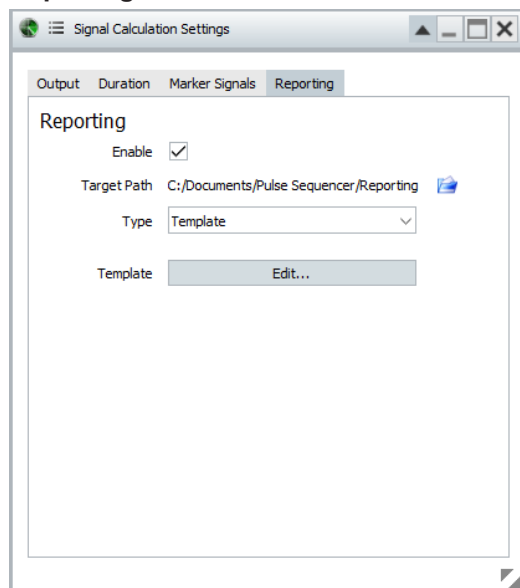 Signal Calculation Settings
Output Duration Marker Signals Reporting
Reporting
Enable
Target Path C:/Documents/Pulse Sequencer/Reporting
Type Template
Template Edit...